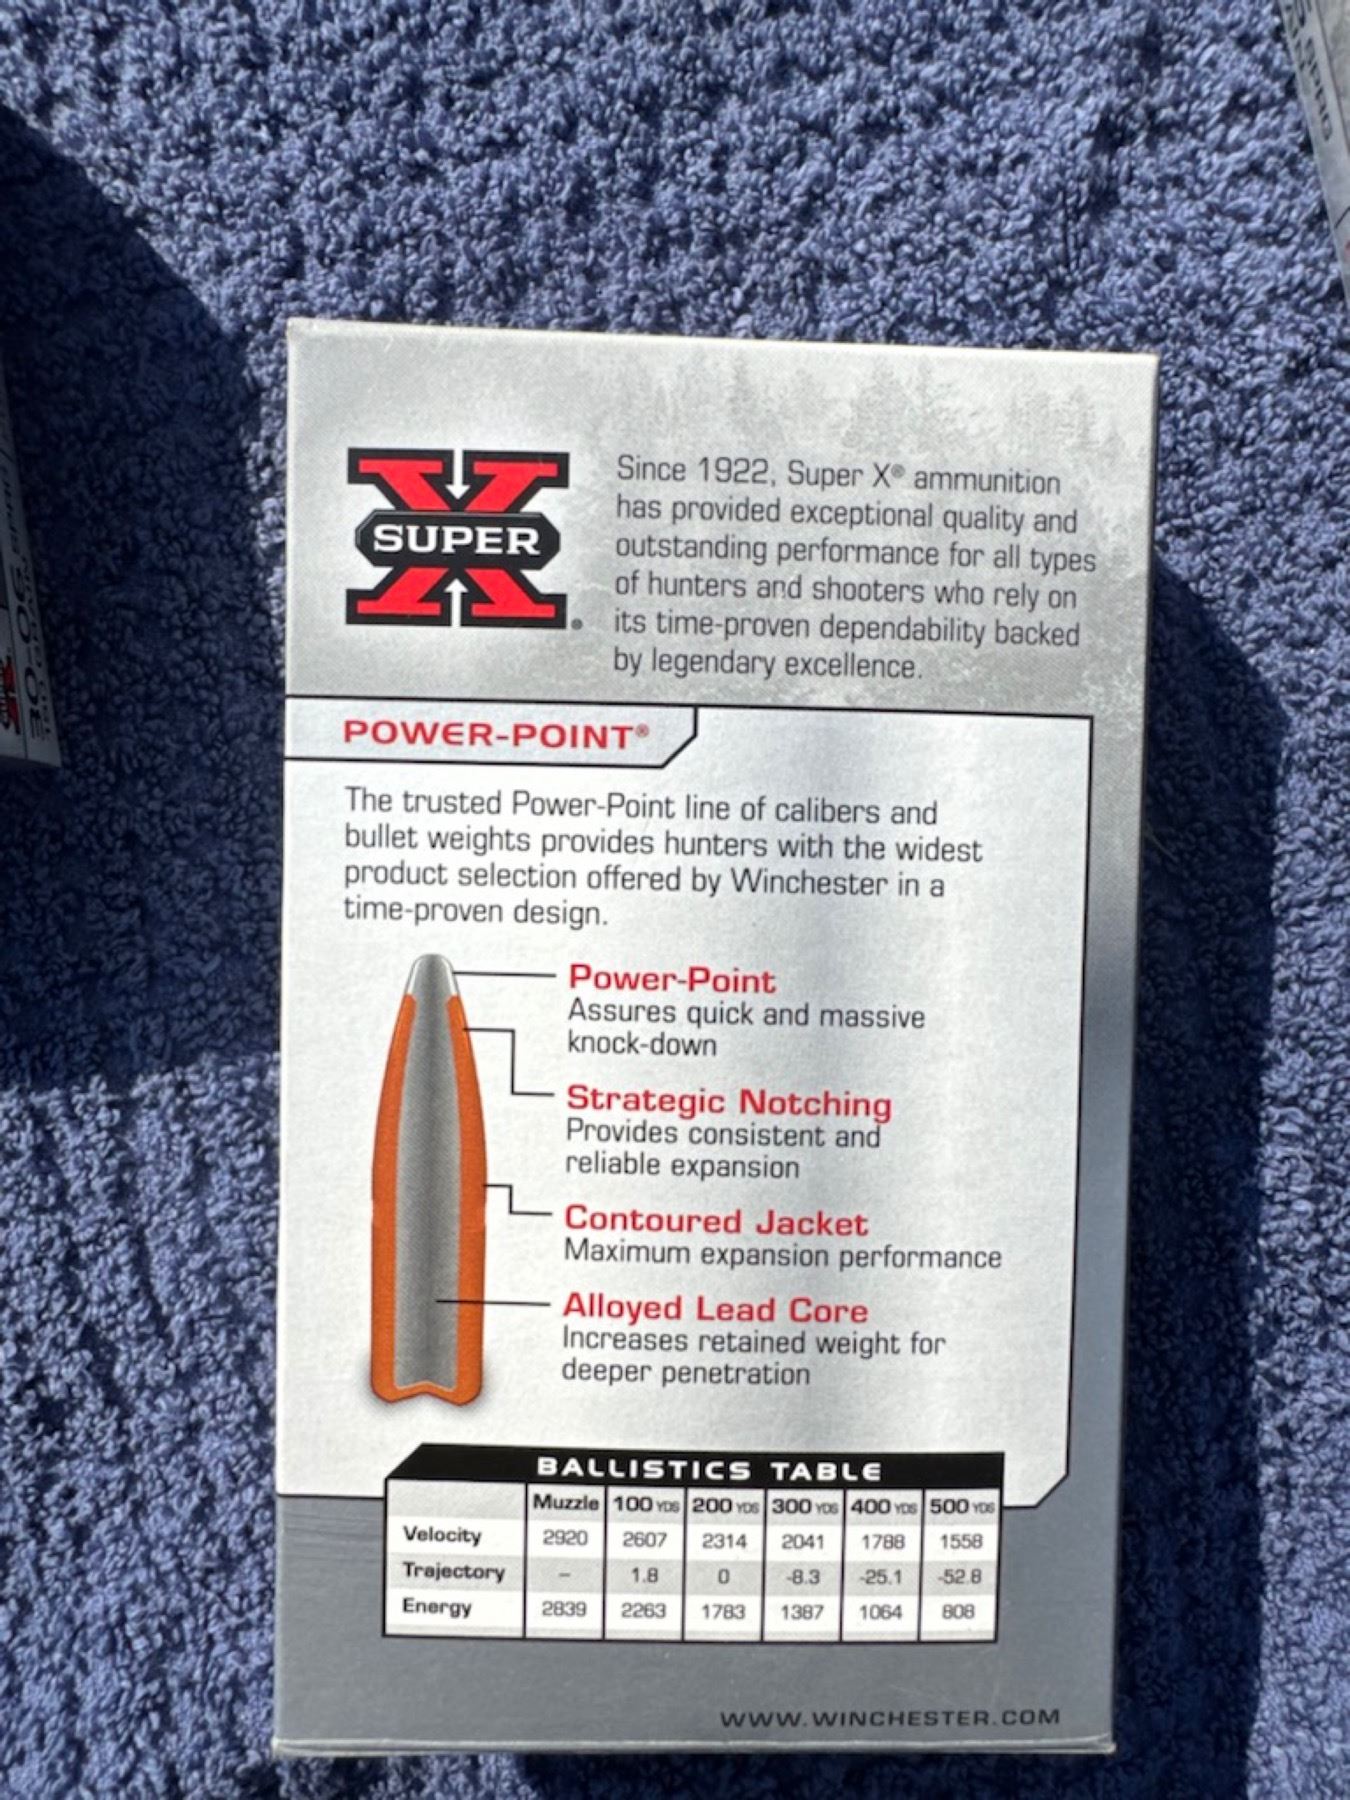 SUPER
X®
Since 1922, Super X® ammunition
has provided exceptional quality and
outstanding performance for all types
of hunters and shooters who rely on
its time-proven dependability backed
by legendary excellence.
POWER-POINT®
The trusted Power-Point line of calibers and
bullet weights provides hunters with the widest
product selection offered by Winchester in a
time-proven design.
Power-Point
Assures quick and massive
knock-down
Strategic Notching
Provides consistent and
reliable expansion
Contoured Jacket
Maximum expansion performance
Alloyed Lead Core
Increases retained weight for
deeper penetration
BALLISTICS TABLE
Muzzle 100 YDS 200 YDS 300 YDS 400 YDS 500 YDS
Velocity 2920 2607 2314 2041 1788 1558
Trajectory – 1.8 0 -8.3 -25.1 -52.8
Energy 2839 2263 1783 1387 1064 808
WWW.WINCHESTER.COM
30-06